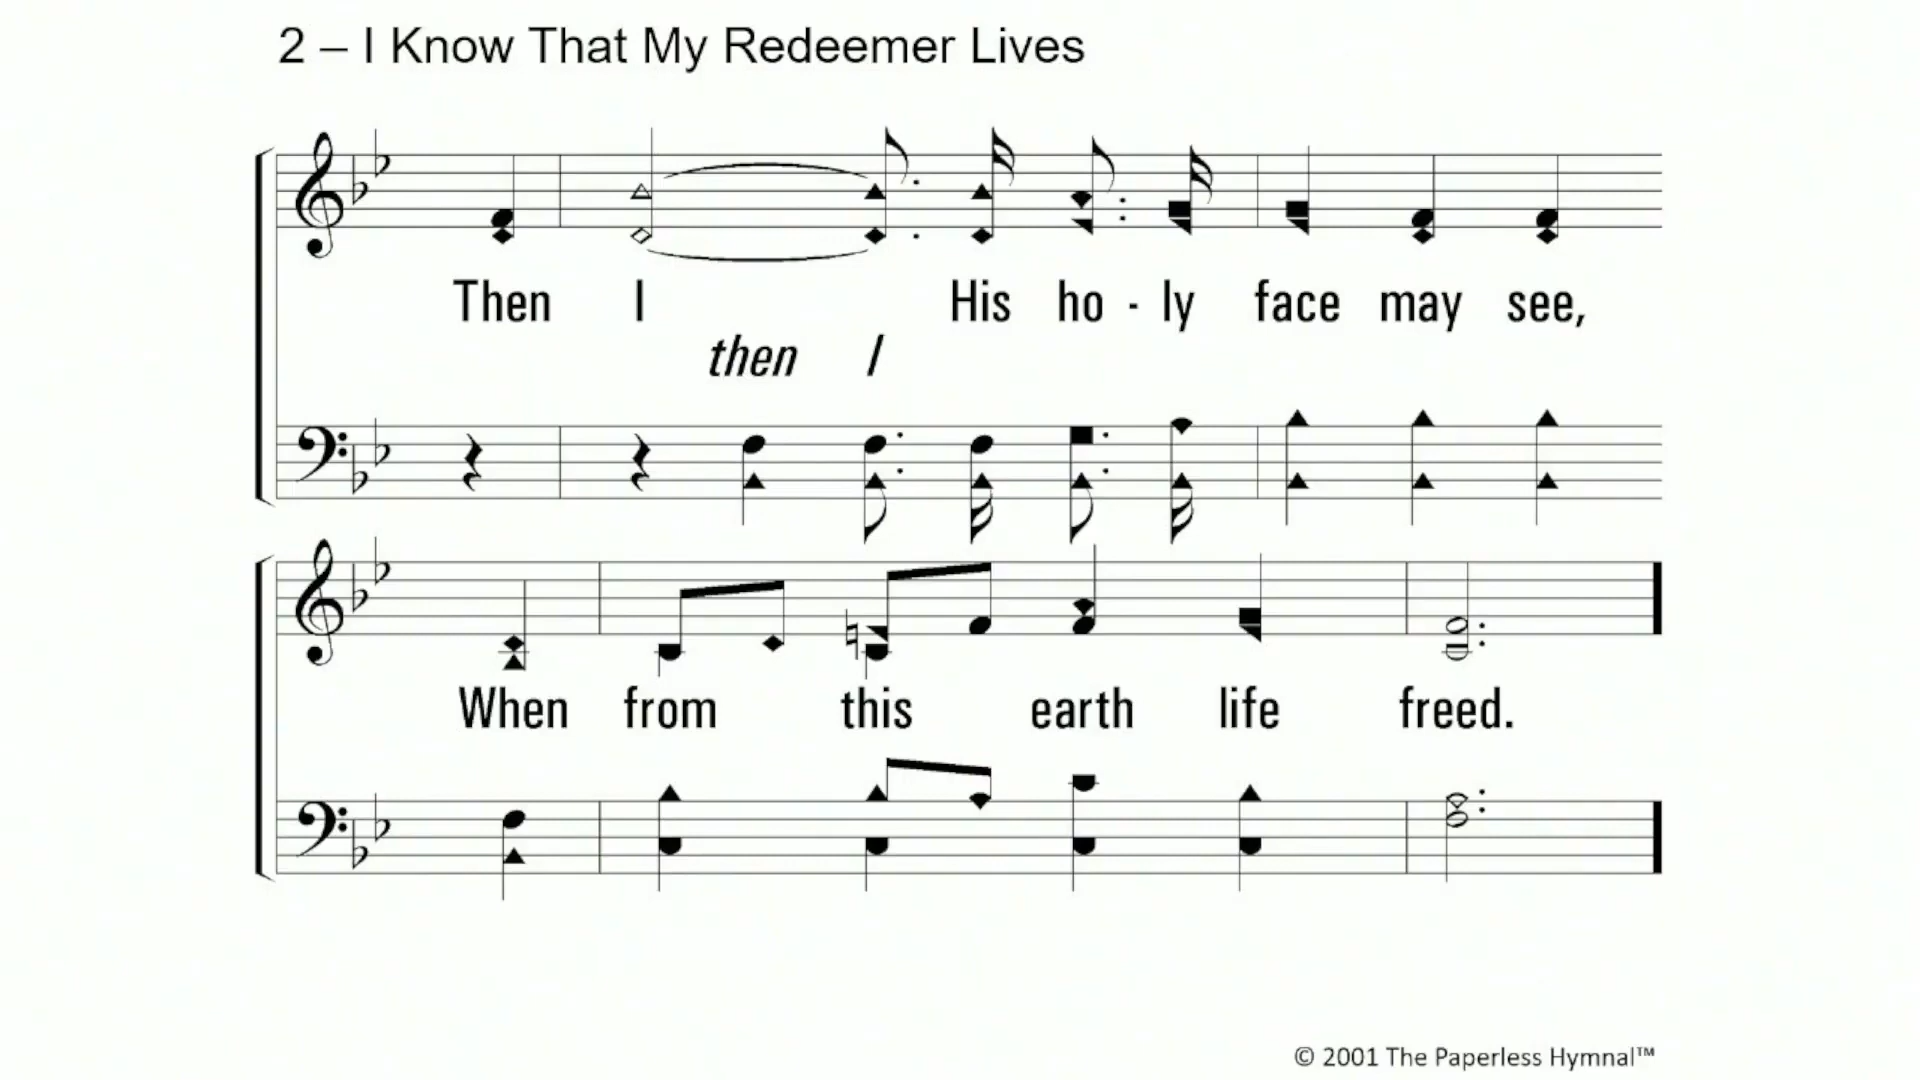 2 – I Know That My Redeemer Lives
Then I His ho - ly face may see,
then I
When from this earth life freed.
© 2001 The Paperless Hymnal™